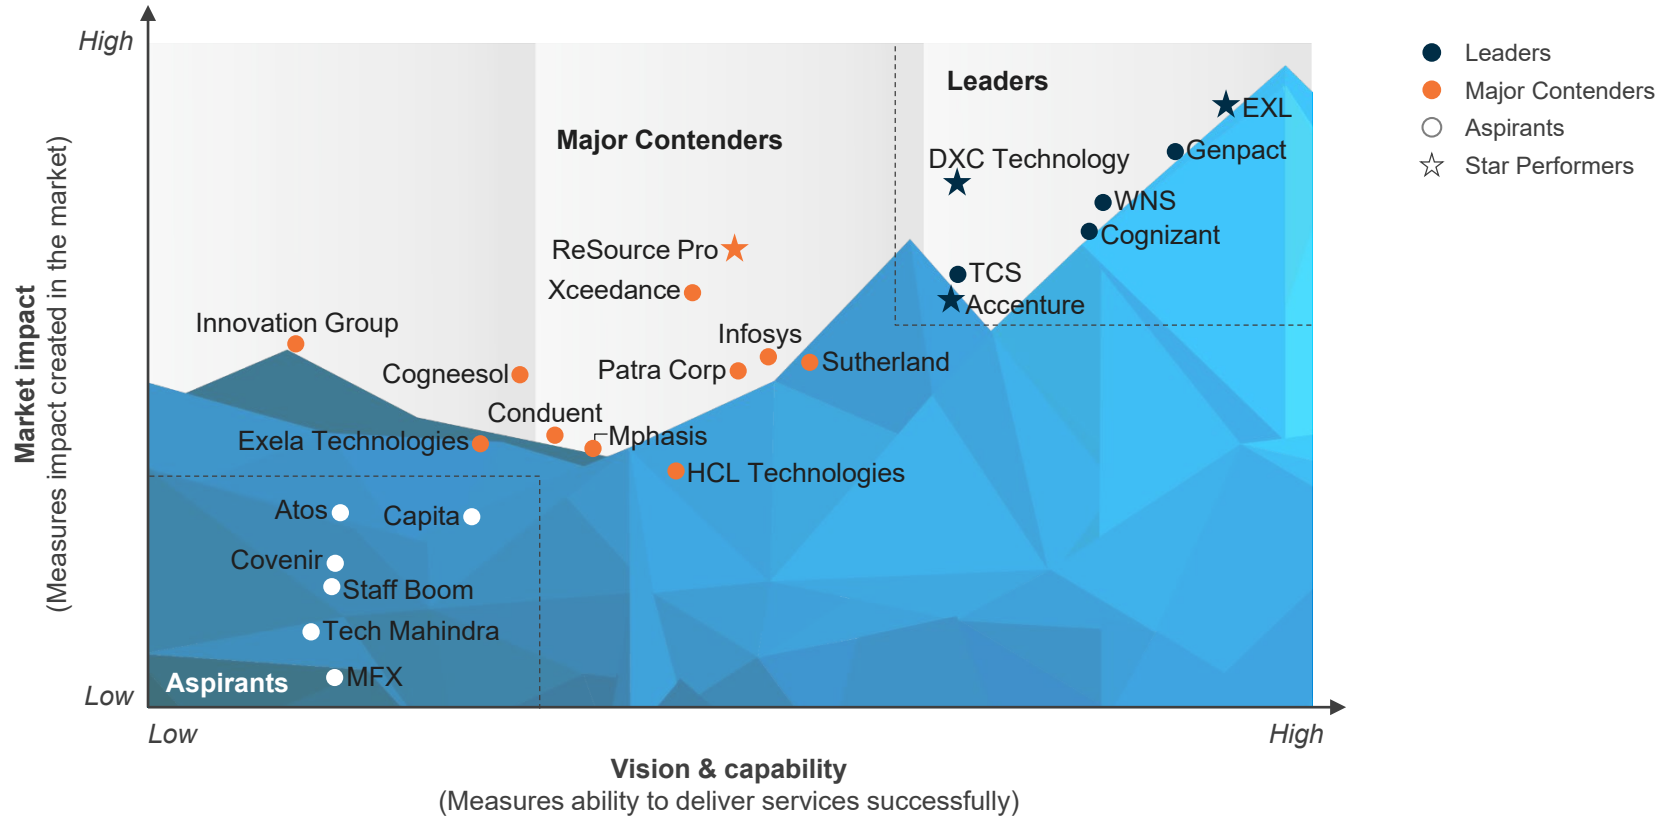 High
Leaders
Major Contenders
Aspirants
Star Performers
Leaders
EXL
Major Contenders
Genpact
DXC Technology
WNS
Cognizant
ReSource Pro
TCS
Xceedance
Accenture
Innovation Group
Infosys
Sutherland
Patra Corp
Cogneesol
Conduent
Mphasis
Exela Technologies
HCL Technologies
Atos
Capita
Covenir
Staff Boom
Tech Mahindra
MFX
Aspirants
Market impact
(Measures impact created in the market)
Low
Low
High
Vision & capability
(Measures ability to deliver services successfully)